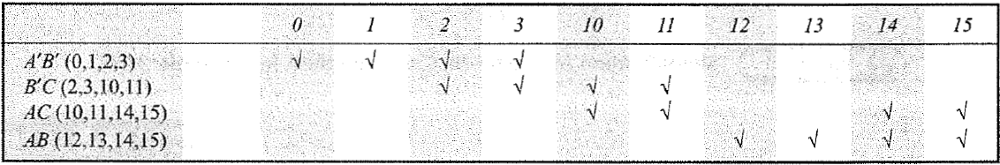 0 1 2 3 10 11 12 13 14 15
A′B′ (0,1,2,3) √ √ √ √
B′C (2,3,10,11) √ √ √ √
AC (10,11,14,15) √ √ √ √
AB (12,13,14,15) √ √ √ √